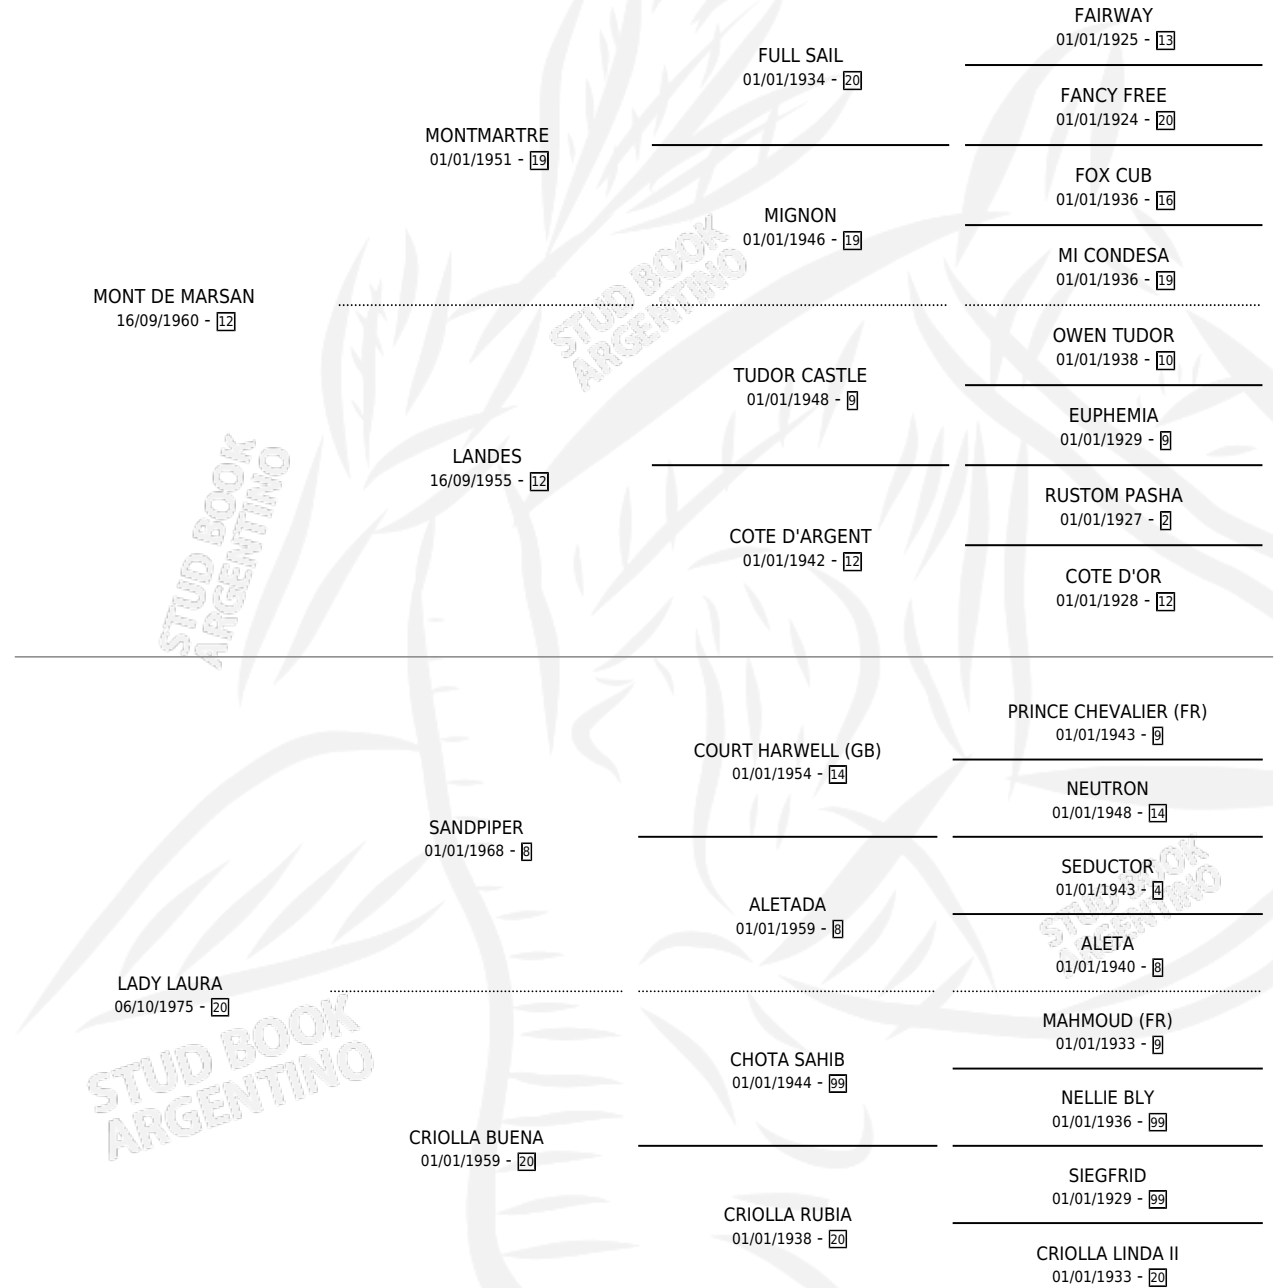 FAIRWAY
01/01/1925 - 13
FULL SAIL
01/01/1934 - 20
FANCY FREE
01/01/1924 - 20
MONTMARTRE
01/01/1951 - 19
FOX CUB
01/01/1936 - 16
MIGNON
01/01/1946 - 19
MI CONDESA
01/01/1936 - 19
MONT DE MARSAN
16/09/1960 - 12
OWEN TUDOR
01/01/1938 - 10
TUDOR CASTLE
01/01/1948 - 9
EUPHEMIA
01/01/1929 - 9
LANDES
16/09/1955 - 12
RUSTOM PASHA
01/01/1927 - 2
COTE D'ARGENT
01/01/1942 - 12
COTE D'OR
01/01/1928 - 12
PRINCE CHEVALIER (FR)
01/01/1943 - 9
COURT HARWELL (GB)
01/01/1954 - 14
NEUTRON
01/01/1948 - 14
SANDPIPER
01/01/1968 - 8
SEDUCTOR
01/01/1943 - 4
ALETADA
01/01/1959 - 8
ALETA
01/01/1940 - 8
LADY LAURA
06/10/1975 - 20
MAHMOUD (FR)
01/01/1933 - 9
CHOTA SAHIB
01/01/1944 - 99
NELLIE BLY
01/01/1936 - 99
CRIOLLA BUENA
01/01/1959 - 20
SIEGFRID
01/01/1929 - 99
CRIOLLA RUBIA
01/01/1938 - 20
CRIOLLA LINDA II
01/01/1933 - 20
STUD BOOK
ARGENTINO
STUD BOOK
ARGENTINO
STUD BOOK
ARGENTINO
STUD BOOK
ARGENTINO